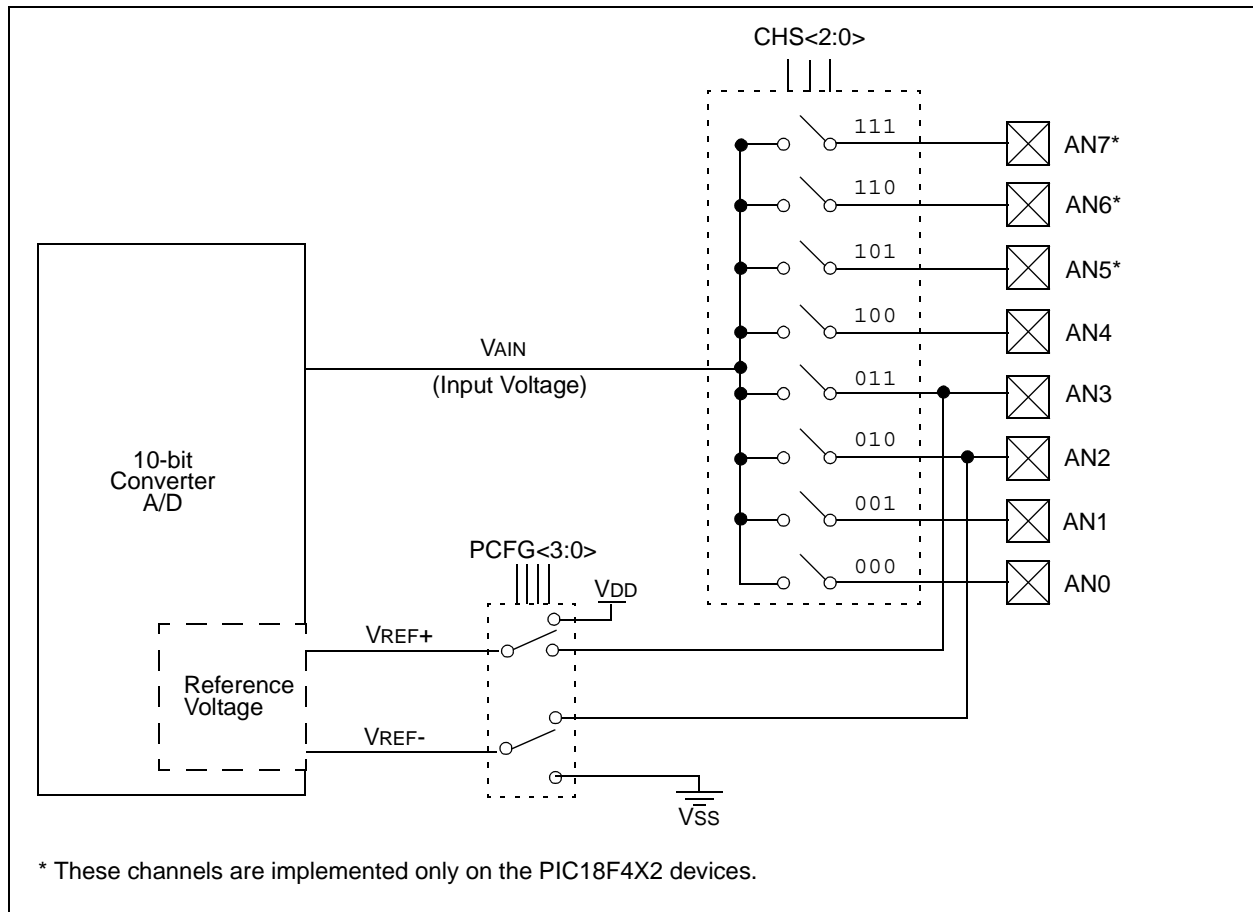 CHS<2:0>
111 AN7*
110 AN6*
101 AN5*
100 AN4
VAIN
(Input Voltage)
011 AN3
010 AN2
10-bit
Converter
A/D
001 AN1
PCFG<3:0>
000 AN0
VDD
VREF+
Reference
Voltage
VREF-
VSS
* These channels are implemented only on the PIC18F4X2 devices.